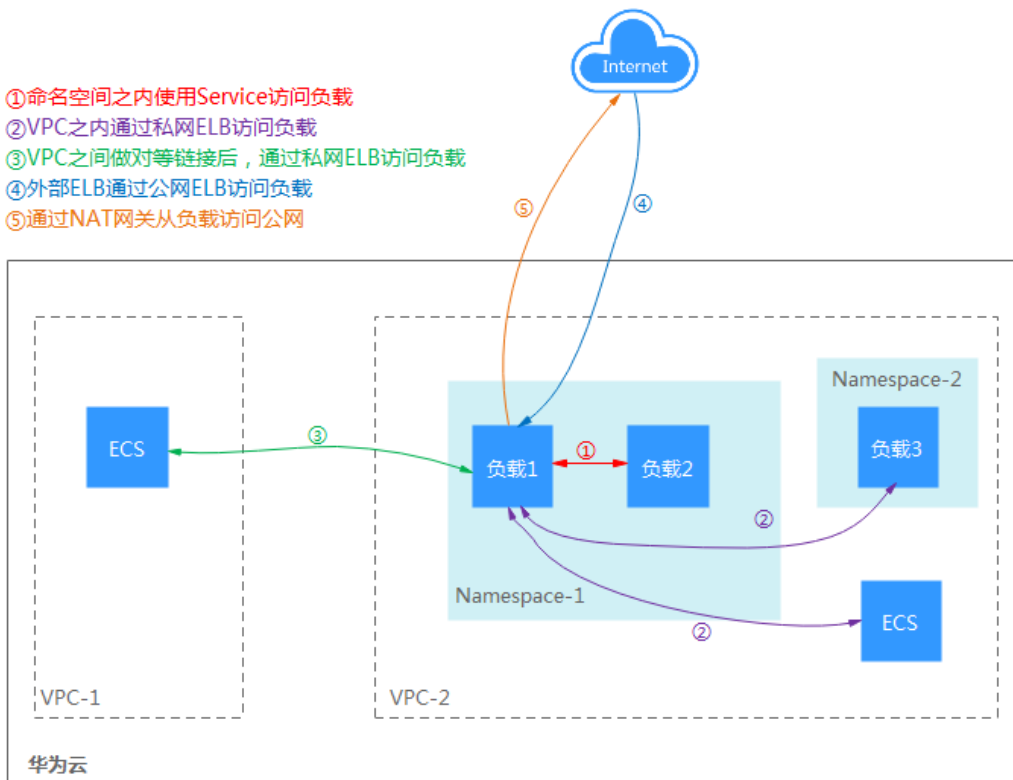 Internet
①命名空间之内使用Service访问负载
②VPC之内通过私网ELB访问负载
③VPC之间做对等链接后，通过私网ELB访问负载
④外部ELB通过公网ELB访问负载
⑤通过NAT网关从负载访问公网
⑤
④
Namespace-2
ECS
③
负载1
①
负载2
负载3
②
Namespace-1
②
ECS
VPC-1
VPC-2
华为云